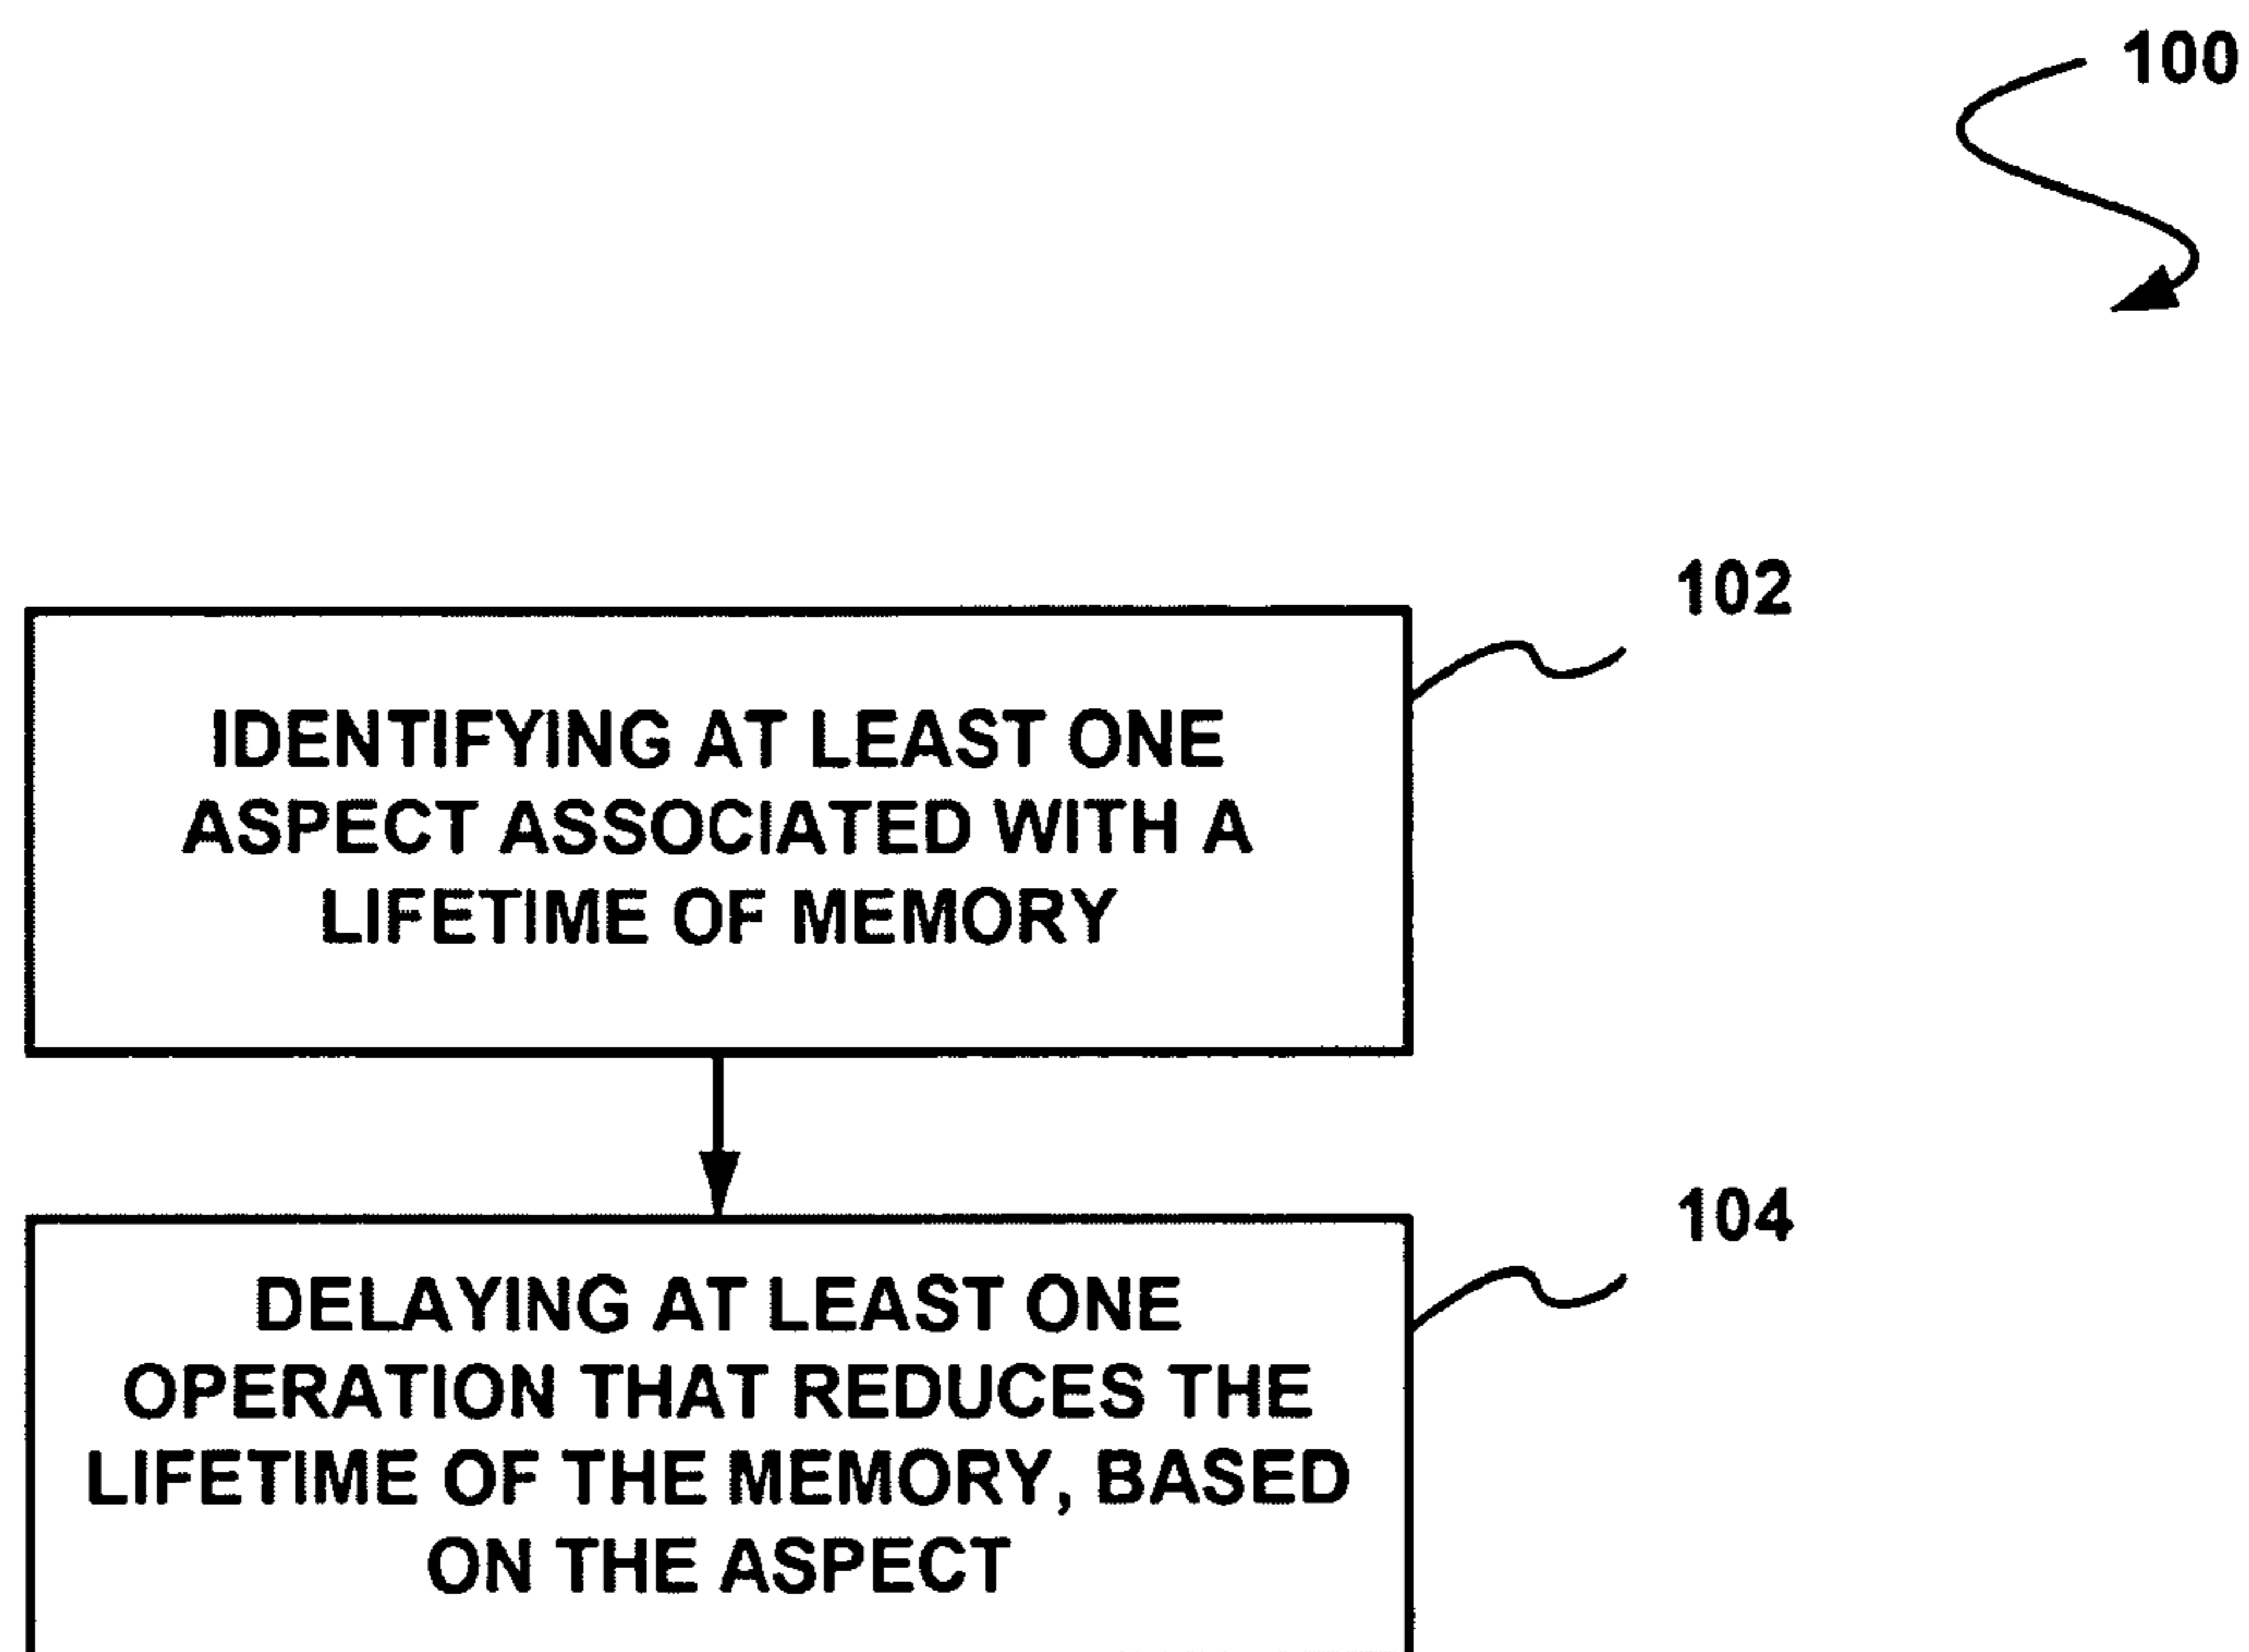 100
102
IDENTIFYING AT LEAST ONE
ASPECT ASSOCIATED WITH A
LIFETIME OF MEMORY
104
DELAYING AT LEAST ONE
OPERATION THAT REDUCES THE
LIFETIME OF THE MEMORY, BASED
ON THE ASPECT